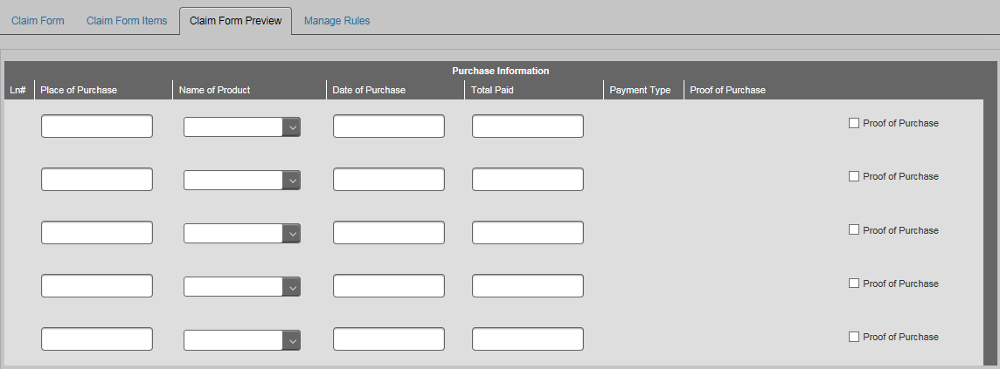 Claim Form Claim Form Items Claim Form Preview Manage Rules
Purchase Information
Ln# Place of Purchase Name of Product Date of Purchase Total Paid Payment Type Proof of Purchase
Proof of Purchase
Proof of Purchase
Proof of Purchase
Proof of Purchase
Proof of Purchase